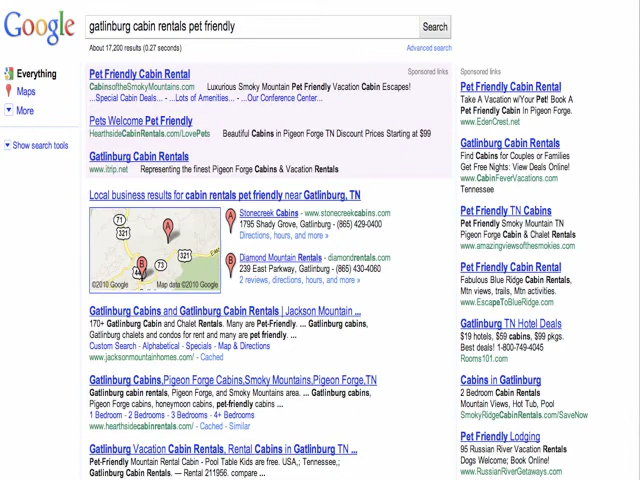 Google
gatlinburg cabin rentals pet friendly
Search
About 17,200 results (0.27 seconds)
Advanced search
Everything
Maps
More
Show search tools
Pet Friendly Cabin Rental
Sponsored links
CabinsoftheSmokyMountains.com Luxurious Smoky Mountain Pet Friendly Vacation Cabin Escapes!
...Special Cabin Deals... - ...Lots of Amenities... - ...Our Conference Center...
Pets Welcome Pet Friendly
HearthsideCabinRentals.com/LovePets Beautiful Cabins in Pigeon Forge TN Discount Prices Starting at $99
Gatlinburg Cabin Rentals
www.itrip.net Representing the finest Pigeon Forge Cabins & Vacation Rentals
Local business results for cabin rentals pet friendly near Gatlinburg, TN
71
321
A
321
B
73
441
©2010 Google Map data ©2010 Google
A Stonecreek Cabins - www.stonecreekcabins.com
1795 Shady Grove, Gatlinburg - (865) 429-0400
Directions, hours, and more »
B Diamond Mountain Rentals - diamondrentals.com
239 East Parkway, Gatlinburg - (865) 430-4060
2 reviews, directions, hours, and more »
Gatlinburg Cabins and Gatlinburg Cabin Rentals | Jackson Mountain ...
170+ Gatlinburg Cabin and Chalet Rentals. Many are Pet-Friendly. ... Gatlinburg cabins,
Gatlinburg chalets and condos for rent and many are pet friendly. ...
Custom Search - Alphabetical - Specials - Map & Directions
www.jacksonmountainhomes.com/ - Cached
Gatlinburg Cabins,Pigeon Forge Cabins,Smoky Mountains,Pigeon Forge,TN
Gatlinburg cabin rentals, Pigeon Forge, and Smoky Mountains area. ... Gatlinburg cabins,
Pigeon Forge cabins, honeymoon cabins, pet-friendly cabins ...
1 Bedroom - 2 Bedrooms - 3 Bedrooms - 4+ Bedrooms
www.hearthsidecabinrentals.com/ - Cached - Similar
Gatlinburg Vacation Cabin Rentals, Rental Cabins in Gatlinburg TN ...
Pet-Friendly Mountain Rental Cabin - Pool Table Kids are free. USA,; Tennessee,;
Gatlinburg Cabin Rentals. — Rental 211956. compare ...
Sponsored links
Pet Friendly Cabin Rental
Take A Vacation w/Your Pet! Book A
Pet Friendly Cabin In Pigeon Forge.
www.EdenCrest.net
Gatlinburg Cabin Rentals
Find Cabins for Couples or Families
Get Free Nights: View Deals Online!
www.CabinFeverVacations.com
Tennessee
Pet Friendly TN Cabins
Pet Friendly Smoky Mountain TN
Pigeon Forge Cabin & Chalet Rentals
www.amazingviewsofthesmokies.com
Pet Friendly Cabin Rental
Fabulous Blue Ridge Cabin Rentals,
Mtn views, trails, Mtn activities.
www.EscapeToBlueRidge.com
Gatlinburg TN Hotel Deals
$19 hotels, $59 cabins, $99 pkgs.
Best deals! 1-800-749-4045
Rooms101.com
Cabins in Gatlinburg
2 Bedroom Cabin Rentals
Mountain Views, Hot Tub, Pool
SmokyRidgeCabinRentals.com/SaveNow
Pet Friendly Lodging
95 Russian River Vacation Rentals
Dogs Welcome; Book Online!
www.RussianRiverGetaways.com